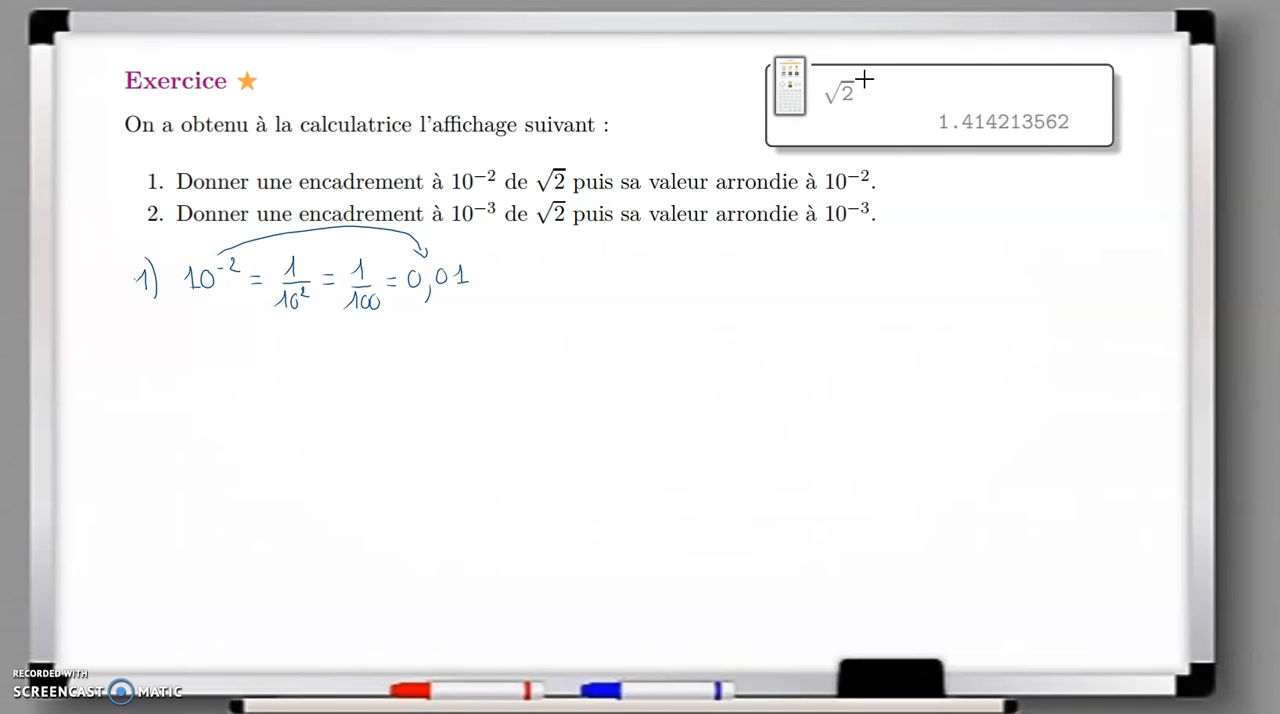 Exercice
√2
1.414213562
On a obtenu à la calculatrice l'affichage suivant :
1. Donner une encadrement à 10⁻² de √2 puis sa valeur arrondie à 10⁻².
2. Donner une encadrement à 10⁻³ de √2 puis sa valeur arrondie à 10⁻³.
1) 10⁻² = 1/10² = 1/100 = 0,01
RECORDED WITH
SCREENCAST MATIC